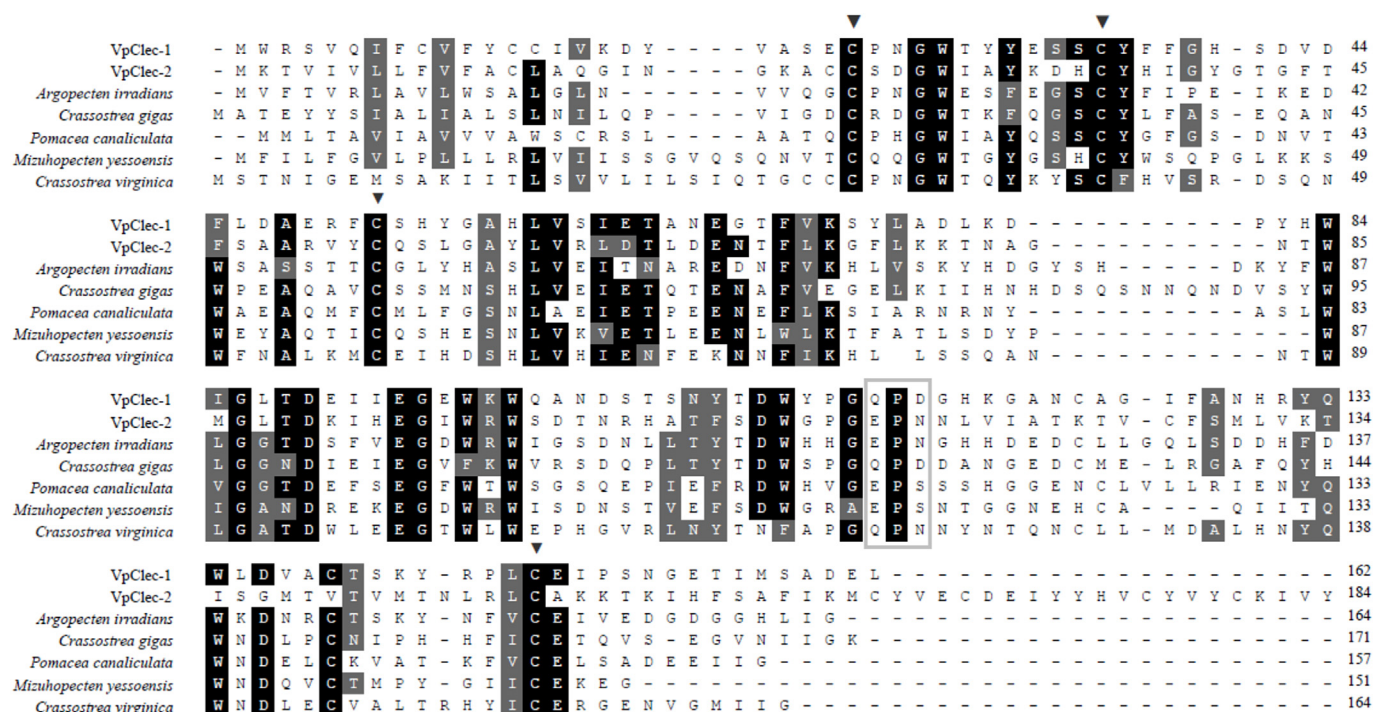 VpClec-1 - M W R S V Q I F C V F Y C C I V K D Y - - - - V A S E C P N G W T Y Y E S S C Y F F G H - S D V D 44
VpClec-2 - M K T V I V L L F V F A C L A Q G I N - - - - G K A C C S D G W I A Y K D H C Y H I G Y G T G F T 45
Argopecten irradians - M V F T V R L A V L W S A L G L N - - - - - - V V Q G C P N G W E S F E G S C Y F I P E - I K E D 42
Crassostrea gigas M A T E Y Y S I A L I A L S L N I L Q P - - - - V I G D C R D G W T K F Q G S C Y L F A S - E Q A N 45
Pomacea canaliculata - - M M L T A V I A V V V A W S C R S L - - - - A A T Q C P H G W I A Y Q S S C Y G F G S - D N V T 43
Mizuhopecten yessoensis - M F I L F G V L P L L L R L V I I S S G V Q S Q N V T C Q Q G W T G Y G S H C Y W S Q P G L K K S 49
Crassostrea virginica M S T N I G E M S A K I I T L S V V L I L S I Q T G C C C P N G W T Q Y K Y S C F H V S R - D S Q N 49
VpClec-1 F L D A E R F C S H Y G A H L V S I E T A N E G T F V K S Y L A D L K D - - - - - - - - - - P Y H W 84
VpClec-2 F S A A R V Y C Q S L G A Y L V R L D T L D E N T F L K G F L K K T N A G - - - - - - - - - - N T W 85
Argopecten irradians W S A S S T T C G L Y H A S L V E I T N A R E D N F V K H L V S K Y H D G Y S H - - - - - - D K Y F W 87
Crassostrea gigas W P E A Q A V C S S M N S H L V E I E T Q T E N A F V E G E L K I I H N H D S Q S N N Q N D V S Y W 95
Pomacea canaliculata W A E A Q M F C M L F G S N L A E I E T P E E N E F L K S I A R N R N Y - - - - - - - - - - A S L W 83
Mizuhopecten yessoensis W E Y A Q T I C Q S H E S N L V K V E T L E E N L W L K T F A T L S D Y P - - - - - - - - - - - - W 87
Crassostrea virginica W F N A L K M C E I H D S H L V H I E N F E K N N F I K H L L S S Q A N - - - - - - - - - - N T W 89
VpClec-1 I G L T D E I I E G E W K W Q A N D S T S N Y T D W Y P G Q P D G H K G A N C A G - I F A N H R Y Q 133
VpClec-2 M G L T D K I H E G I W R W S D T N R H A T F S D W G P G E P N N L V I A T K T V - C F S M L V K T 134
Argopecten irradians L G G T D S F V E G D W R W I G S D N L L T Y T D W H H G E P N G H H D E D C L L G Q L S D D H F D 137
Crassostrea gigas L G G N D I E I E G V F K W V R S D Q P L T Y T D W S P G Q P D D A N G E D C M E - L R G A F Q Y H 144
Pomacea canaliculata V G G T D E F S E G F W T W S G S Q E P I E F R D W H V G E P S S S H G G E N C L V L L R I E N Y Q 133
Mizuhopecten yessoensis I G A N D R E K E G D W R W I S D N S T V E F S D W G R A E P S N T G G N E H C A - - - - Q I I T Q 133
Crassostrea virginica L G A T D W L E E G T W L W E P H G V R L N Y T N F A P G Q P N N Y N T Q N C L L - M D A L H N Y Q 138
VpClec-1 W L D V A C T S K Y - R P L C E I P S N G E T I M S A D E L - - - - - - - - - - - - - - - - - - - - 162
VpClec-2 I S G M T V T V M T N L R L C A K K T K I H F S A F I K M C Y V E C D E I Y Y H V C Y V Y C K I V Y 184
Argopecten irradians W K D N R C T S K Y - N F V C E I V E D G D G G H L I G - - - - - - - - - - - - - - - - - - - - - - 164
Crassostrea gigas W N D L P C N I P H - H F I C E T Q V S - E G V N I I G K - - - - - - - - - - - - - - - - - - - - - 171
Pomacea canaliculata W N D E L C K V A T - K F V C E L S A D E E I I G - - - - - - - - - - - - - - - - - - - - - - - - - 157
Mizuhopecten yessoensis W N D Q V C T M P Y - G I I C E K E G - - - - - - - - - - - - - - - - - - - - - - - - - - - - - - - 151
Crassostrea virginica W N D L E C V A L T R H Y I C E R G E N V G M I I G - - - - - - - - - - - - - - - - - - - - - - - - 164